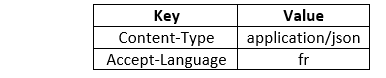 Key Value
Content-Type application/json
Accept-Language fr